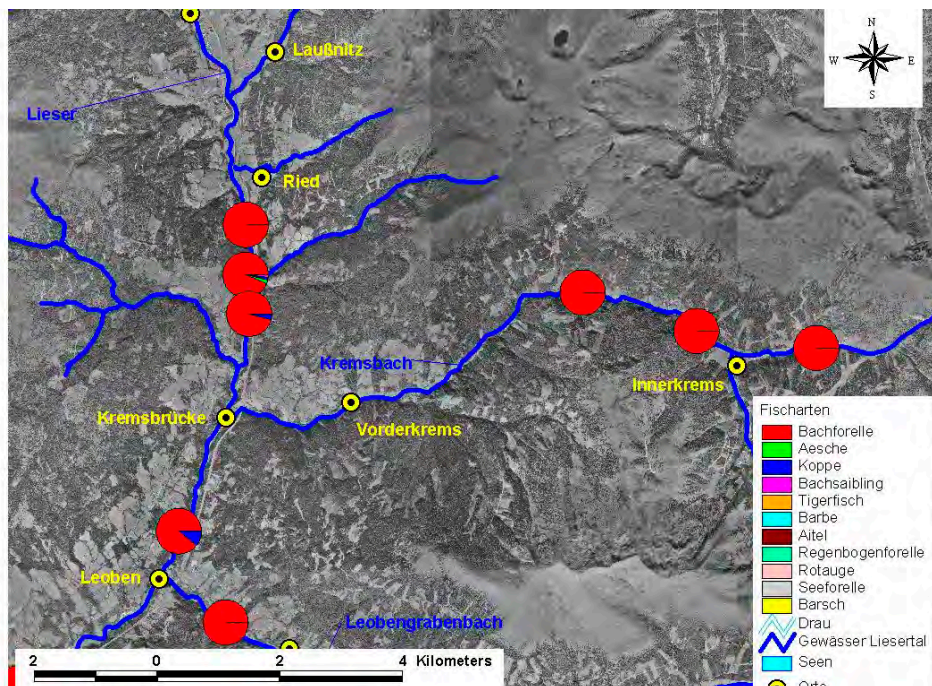 N
W E
S
Laußnitz
Lieser
Ried
Kremsbach
Innerkrems
Kremsbrücke
Vorderkrems
Leoben
Leobengrabenbach
Fischarten
Bachforelle
Aesche
Koppe
Bachsaibling
Tigerfisch
Barbe
Aitel
Regenbogenforelle
Rotauge
Seeforelle
Barsch
Drau
Gewässer Liesertal
Seen
Orte
2 0 2 4 Kilometers